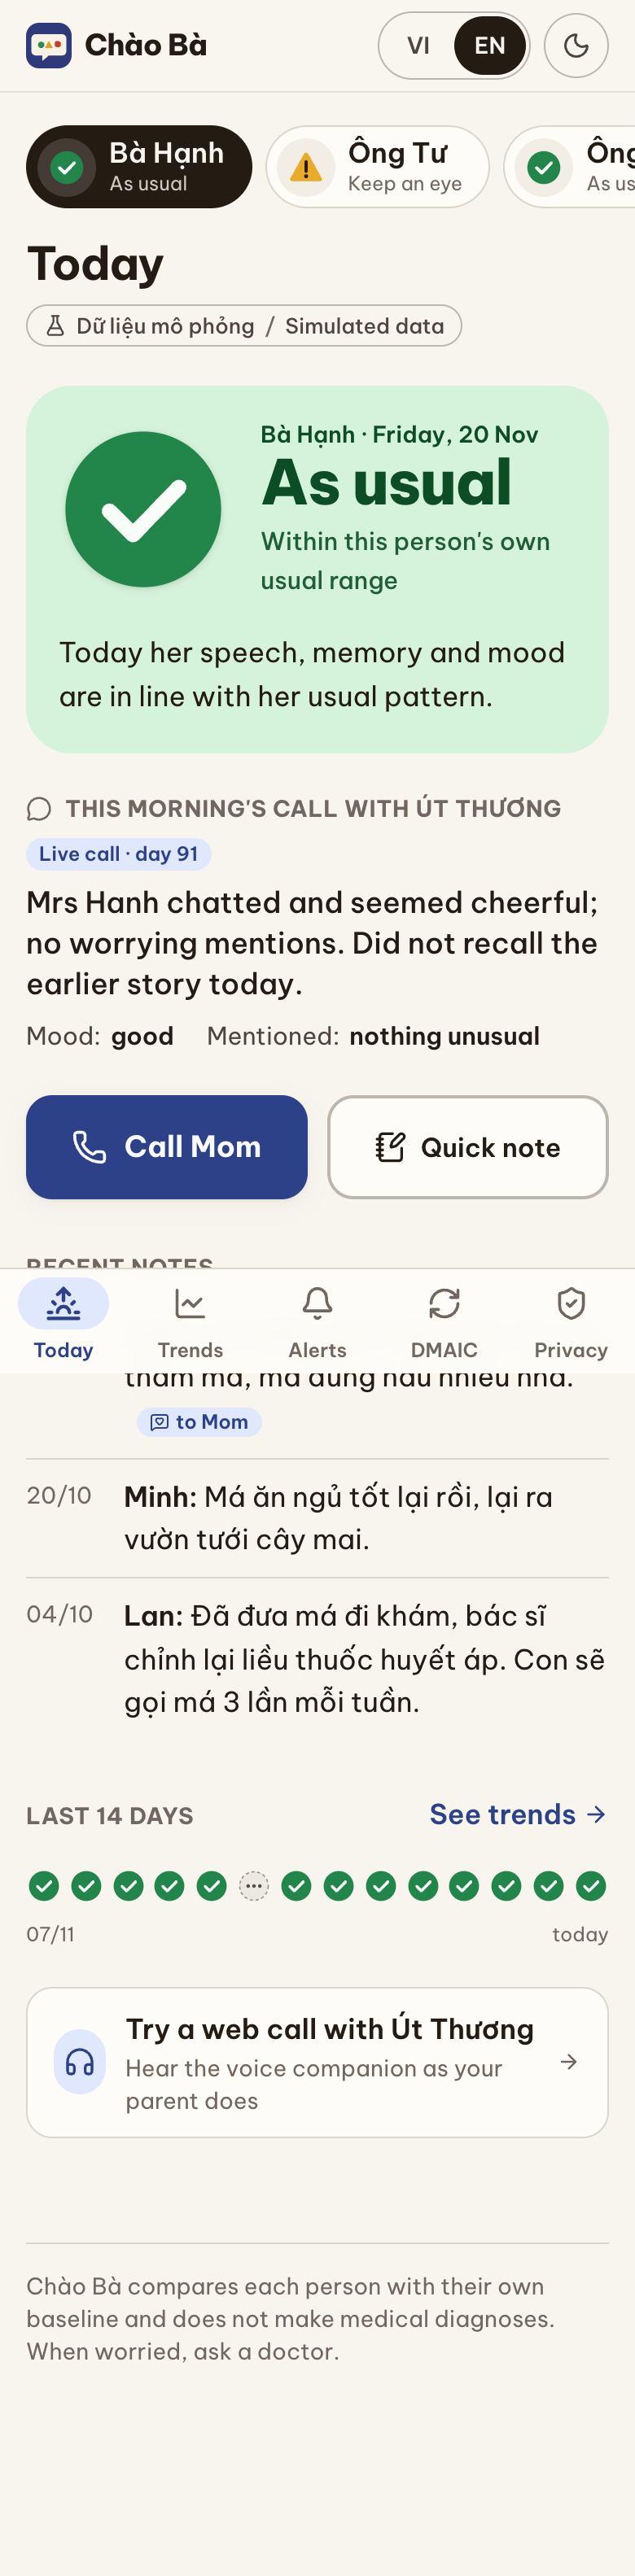 Chào Bà
VI
EN
Bà Hạnh
As usual
Ông Tư
Keep an eye
Ông
As us
Today
Dữ liệu mô phỏng / Simulated data
Bà Hạnh · Friday, 20 Nov
As usual
Within this person's own
usual range
Today her speech, memory and mood
are in line with her usual pattern.
THIS MORNING'S CALL WITH ÚT THƯƠNG
Live call · day 91
Mrs Hanh chatted and seemed cheerful;
no worrying mentions. Did not recall the
earlier story today.
Mood: good Mentioned: nothing unusual
Call Mom
Quick note
RECENT NOTES
Today
Trends
Alerts
DMAIC
Privacy
thăm má, má đừng nấu nhiều nha.
to Mom
20/10
Minh: Má ăn ngủ tốt lại rồi, lại ra
vườn tưới cây mai.
04/10
Lan: Đã đưa má đi khám, bác sĩ
chỉnh lại liều thuốc huyết áp. Con sẽ
gọi má 3 lần mỗi tuần.
LAST 14 DAYS
See trends →
07/11
today
Try a web call with Út Thương
Hear the voice companion as your
parent does
Chào Bà compares each person with their own
baseline and does not make medical diagnoses.
When worried, ask a doctor.